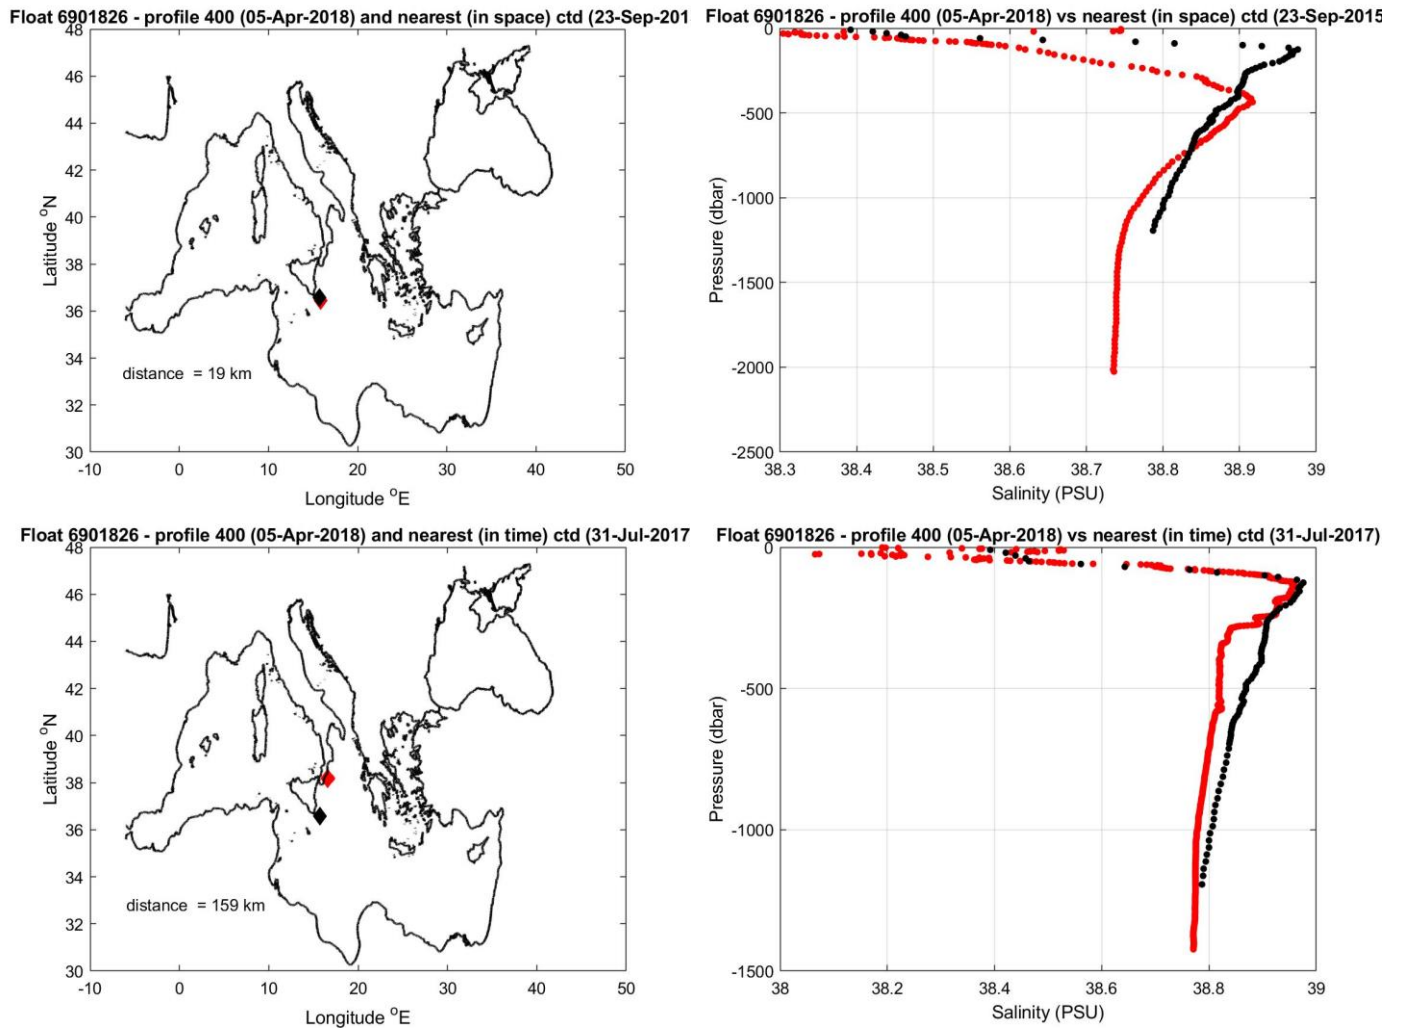 Float 6901826 - profile 400 (05-Apr-2018) and nearest (in space) ctd (23-Sep-201
48
46
44
42
40
38
36
34
32
30
Latitude °N
distance = 19 km
-10 0 10 20 30 40 50
Longitude °E
Float 6901826 - profile 400 (05-Apr-2018) vs nearest (in space) ctd (23-Sep-2015
0
-500
-1000
-1500
-2000
-2500
Pressure (dbar)
38.3 38.4 38.5 38.6 38.7 38.8 38.9 39
Salinity (PSU)
Float 6901826 - profile 400 (05-Apr-2018) and nearest (in time) ctd (31-Jul-2017
48
46
44
42
40
38
36
34
32
30
Latitude °N
distance = 159 km
-10 0 10 20 30 40 50
Longitude °E
Float 6901826 - profile 400 (05-Apr-2018) vs nearest (in time) ctd (31-Jul-2017)
0
-500
-1000
-1500
Pressure (dbar)
38 38.2 38.4 38.6 38.8 39
Salinity (PSU)